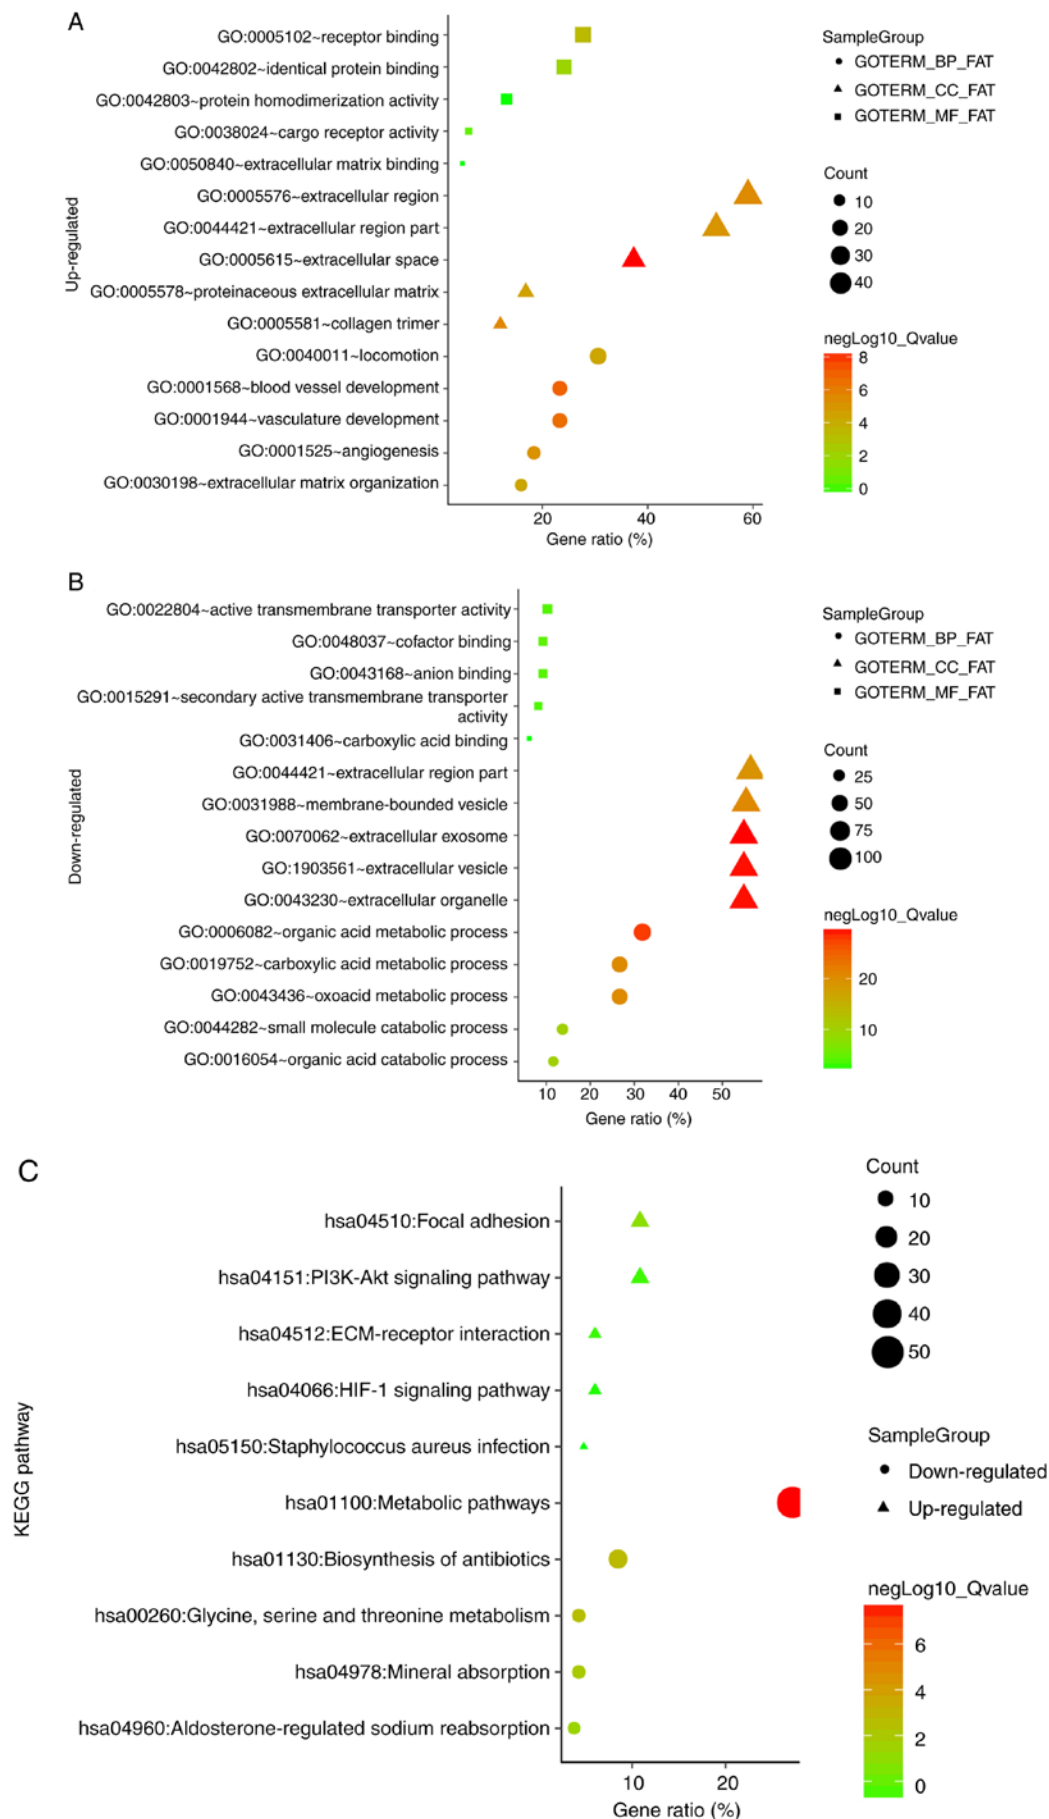 A
Up-regulated
GO:0005102~receptor binding
GO:0042802~identical protein binding
GO:0042803~protein homodimerization activity
GO:0038024~cargo receptor activity
GO:0050840~extracellular matrix binding
GO:0005576~extracellular region
GO:0044421~extracellular region part
GO:0005615~extracellular space
GO:0005578~proteinaceous extracellular matrix
GO:0005581~collagen trimer
GO:0040011~locomotion
GO:0001568~blood vessel development
GO:0001944~vasculature development
GO:0001525~angiogenesis
GO:0030198~extracellular matrix organization
20 40 60
Gene ratio (%)
SampleGroup
GOTERM_BP_FAT
GOTERM_CC_FAT
GOTERM_MF_FAT
Count
10
20
30
40
negLog10_Qvalue
8
6
4
2
0
B
Down-regulated
GO:0022804~active transmembrane transporter activity
GO:0048037~cofactor binding
GO:0043168~anion binding
GO:0015291~secondary active transmembrane transporter
activity
GO:0031406~carboxylic acid binding
GO:0044421~extracellular region part
GO:0031988~membrane-bounded vesicle
GO:0070062~extracellular exosome
GO:1903561~extracellular vesicle
GO:0043230~extracellular organelle
GO:0006082~organic acid metabolic process
GO:0019752~carboxylic acid metabolic process
GO:0043436~oxoacid metabolic process
GO:0044282~small molecule catabolic process
GO:0016054~organic acid catabolic process
10 20 30 40 50
Gene ratio (%)
SampleGroup
GOTERM_BP_FAT
GOTERM_CC_FAT
GOTERM_MF_FAT
Count
25
50
75
100
negLog10_Qvalue
20
10
C
KEGG pathway
hsa04510:Focal adhesion
hsa04151:PI3K-Akt signaling pathway
hsa04512:ECM-receptor interaction
hsa04066:HIF-1 signaling pathway
hsa05150:Staphylococcus aureus infection
hsa01100:Metabolic pathways
hsa01130:Biosynthesis of antibiotics
hsa00260:Glycine, serine and threonine metabolism
hsa04978:Mineral absorption
hsa04960:Aldosterone-regulated sodium reabsorption
10 20
Gene ratio (%)
Count
10
20
30
40
50
SampleGroup
Down-regulated
Up-regulated
negLog10_Qvalue
6
4
2
0